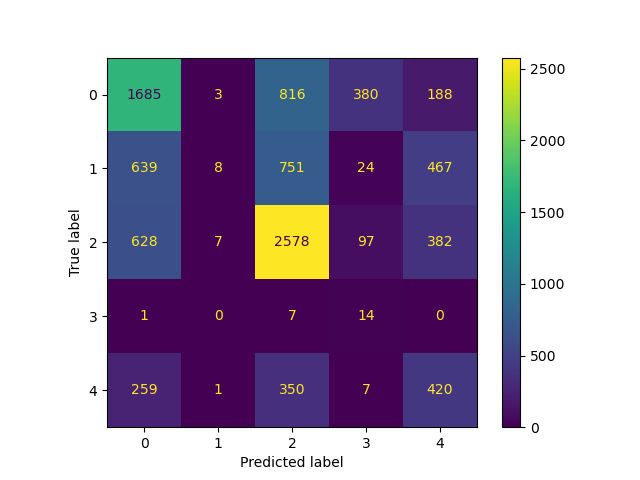 0 1685 3 816 380 188
1 639 8 751 24 467
2 628 7 2578 97 382
3 1 0 7 14 0
4 259 1 350 7 420
0 1 2 3 4
Predicted label
True label
2500
2000
1500
1000
500
0